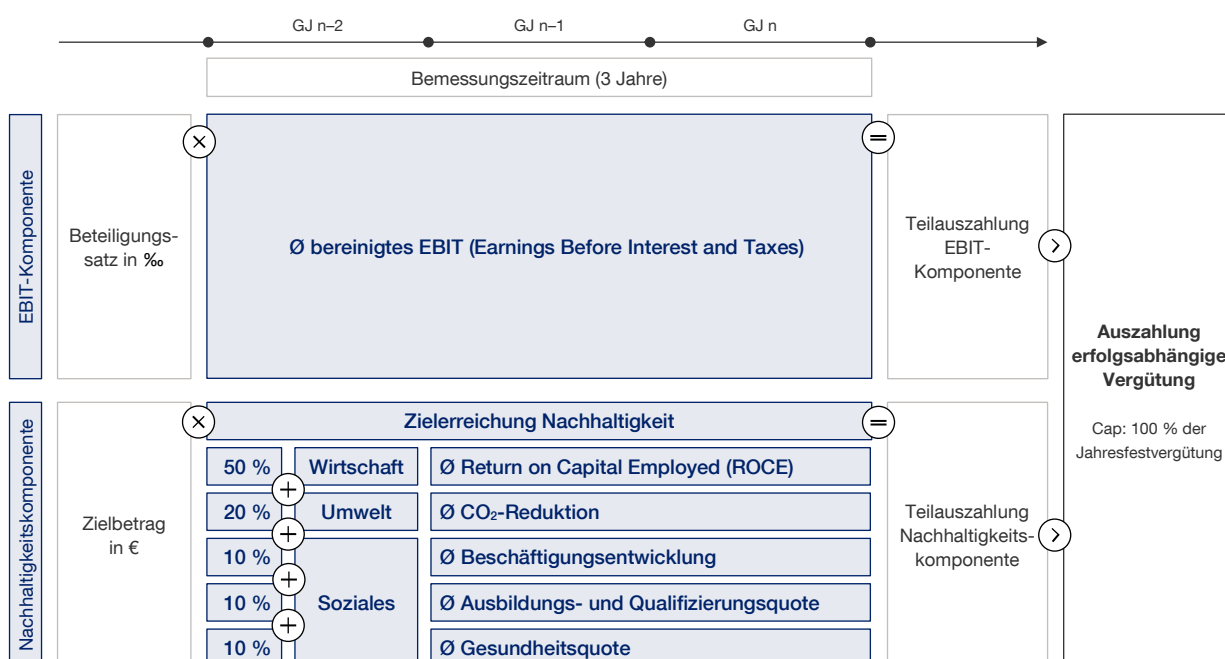 GJ n–2
GJ n–1
GJ n
Bemessungszeitraum (3 Jahre)
EBIT-Komponente
Beteiligungs-
satz in ‰
×
Ø bereinigtes EBIT (Earnings Before Interest and Taxes)
=
Teilauszahlung
EBIT-
Komponente
>
Auszahlung
erfolgsabhängige
Vergütung
Cap: 100 % der
Jahresfestvergütung
Nachhaltigkeitskomponente
Zielbetrag
in €
×
Zielerreichung Nachhaltigkeit
=
50 % Wirtschaft Ø Return on Capital Employed (ROCE)
+
20 % Umwelt Ø CO₂-Reduktion
+
10 % Ø Beschäftigungsentwicklung
+
10 % Soziales Ø Ausbildungs- und Qualifizierungsquote
+
10 % Ø Gesundheitsquote
Teilauszahlung
Nachhaltigkeits-
komponente
>